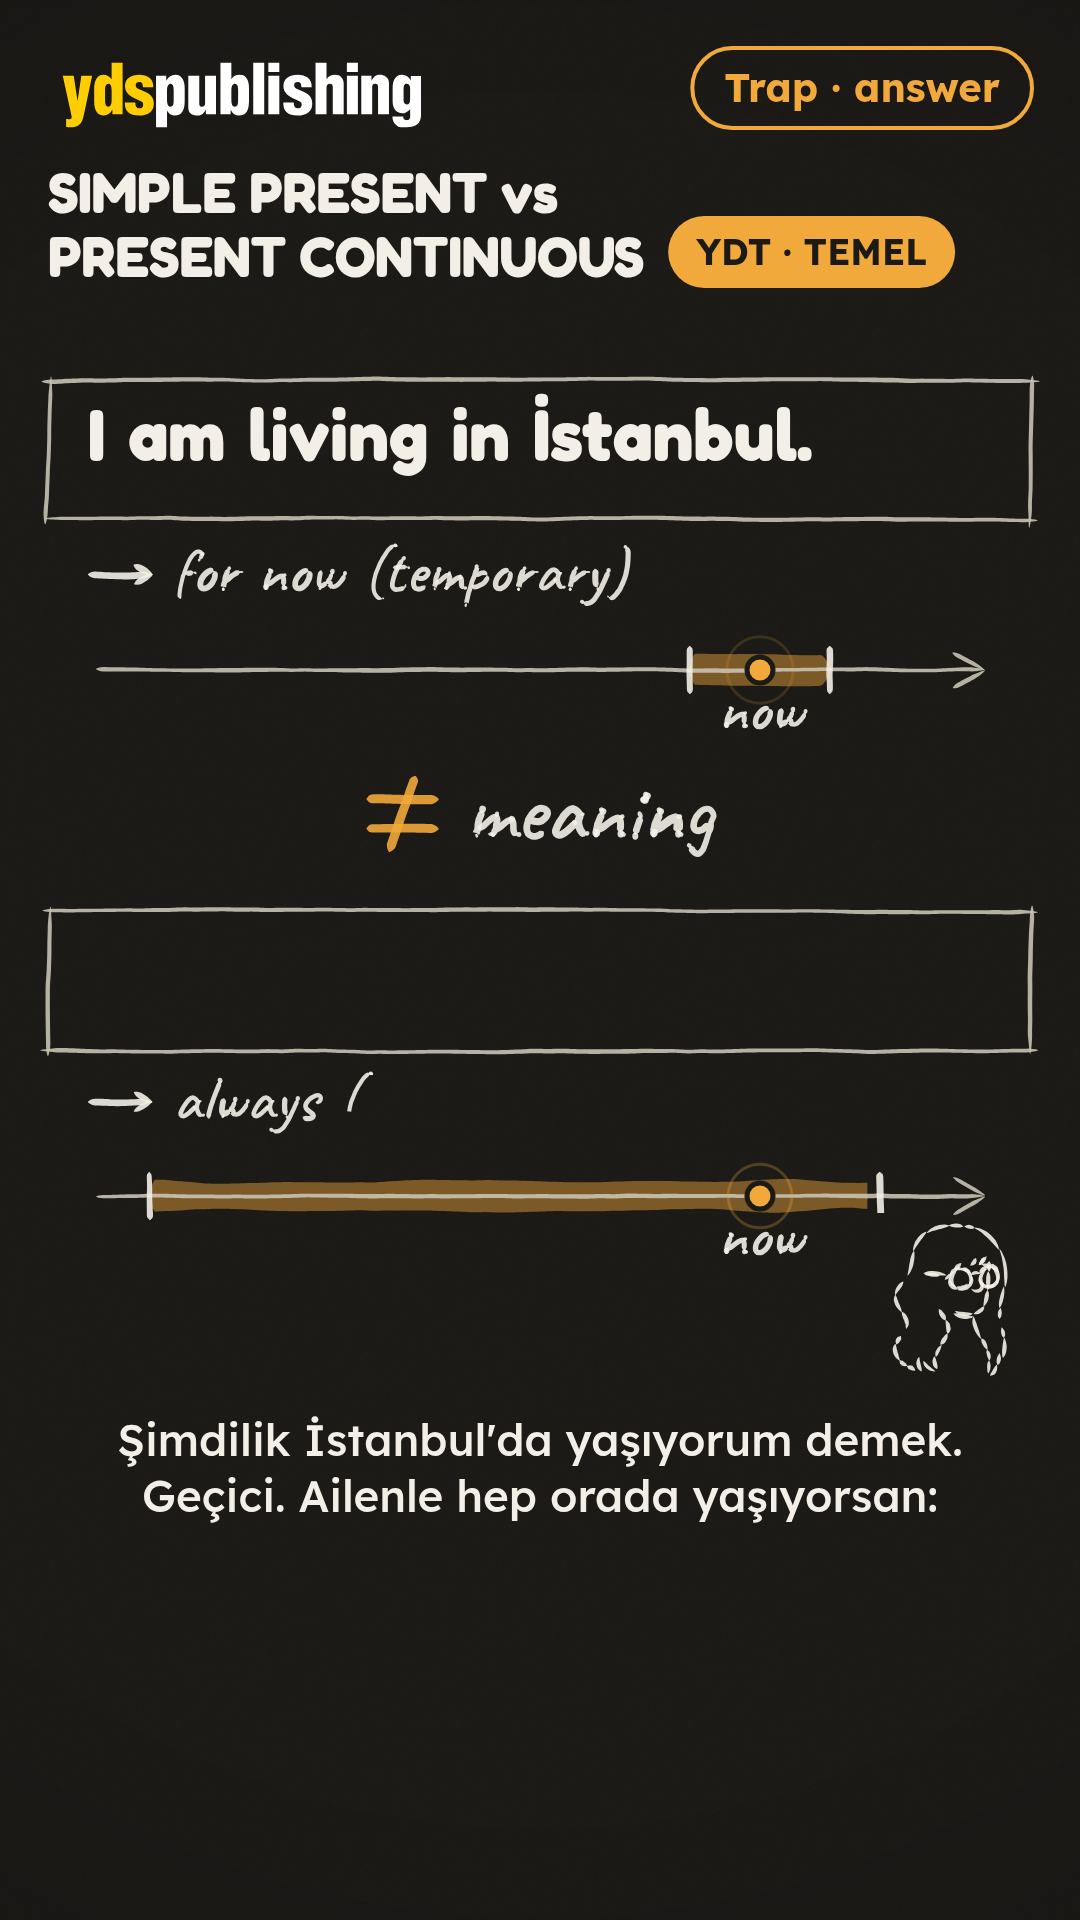 ydspublishing
Trap · answer
SIMPLE PRESENT vs
PRESENT CONTINUOUS
YDT · TEMEL
I am living in İstanbul.
→ for now (temporary)
now
≠ meaning
→ always (
now
Şimdilik İstanbul'da yaşıyorum demek.
Geçici. Ailenle hep orada yaşıyorsan: